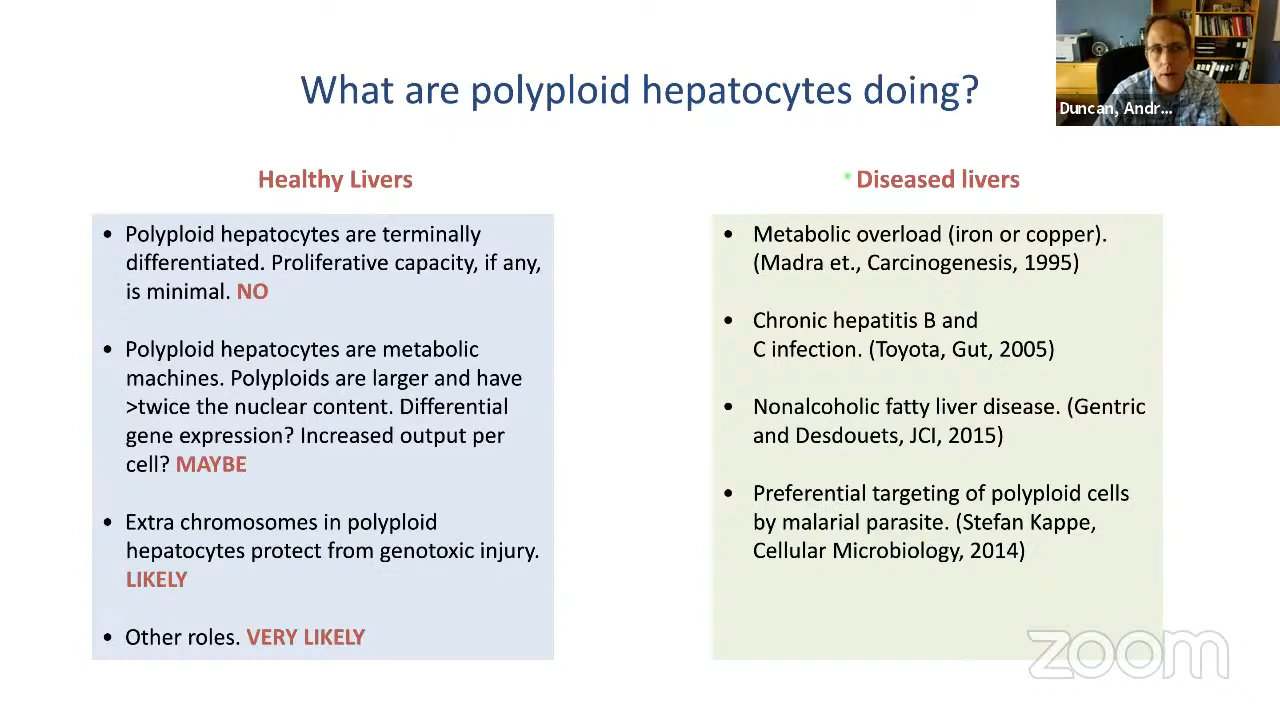 What are polyploid hepatocytes doing?
Duncan, Andr...
Healthy Livers
• Polyploid hepatocytes are terminally
differentiated. Proliferative capacity, if any,
is minimal. NO
• Polyploid hepatocytes are metabolic
machines. Polyploids are larger and have
>twice the nuclear content. Differential
gene expression? Increased output per
cell? MAYBE
• Extra chromosomes in polyploid
hepatocytes protect from genotoxic injury.
LIKELY
• Other roles. VERY LIKELY
Diseased livers
• Metabolic overload (iron or copper).
(Madra et., Carcinogenesis, 1995)
• Chronic hepatitis B and
C infection. (Toyota, Gut, 2005)
• Nonalcoholic fatty liver disease. (Gentric
and Desdouets, JCI, 2015)
• Preferential targeting of polyploid cells
by malarial parasite. (Stefan Kappe,
Cellular Microbiology, 2014)
zoom